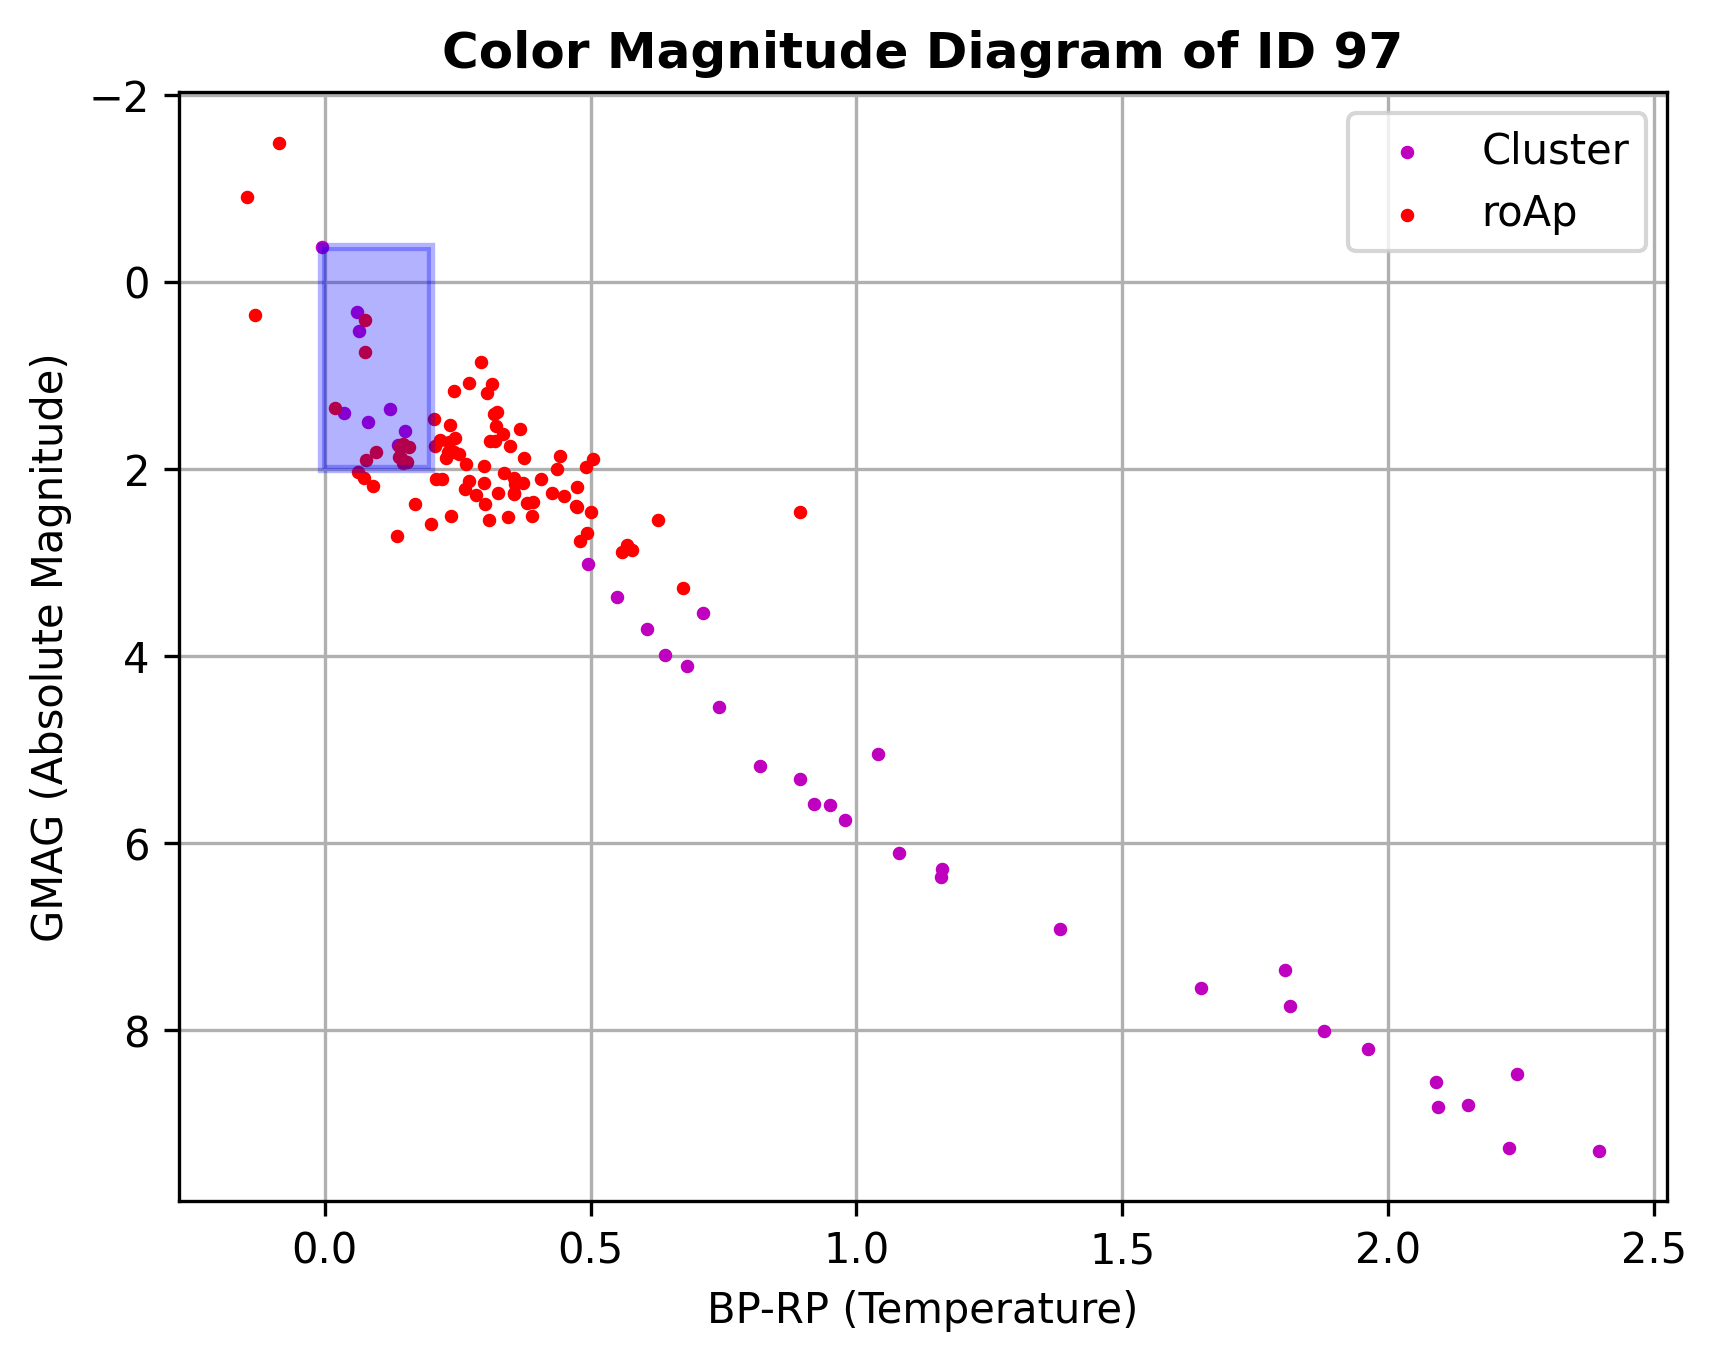 Color Magnitude Diagram of ID 97
Cluster
roAp
−2
0
2
4
6
8
GMAG (Absolute Magnitude)
0.0 0.5 1.0 1.5 2.0 2.5
BP-RP (Temperature)